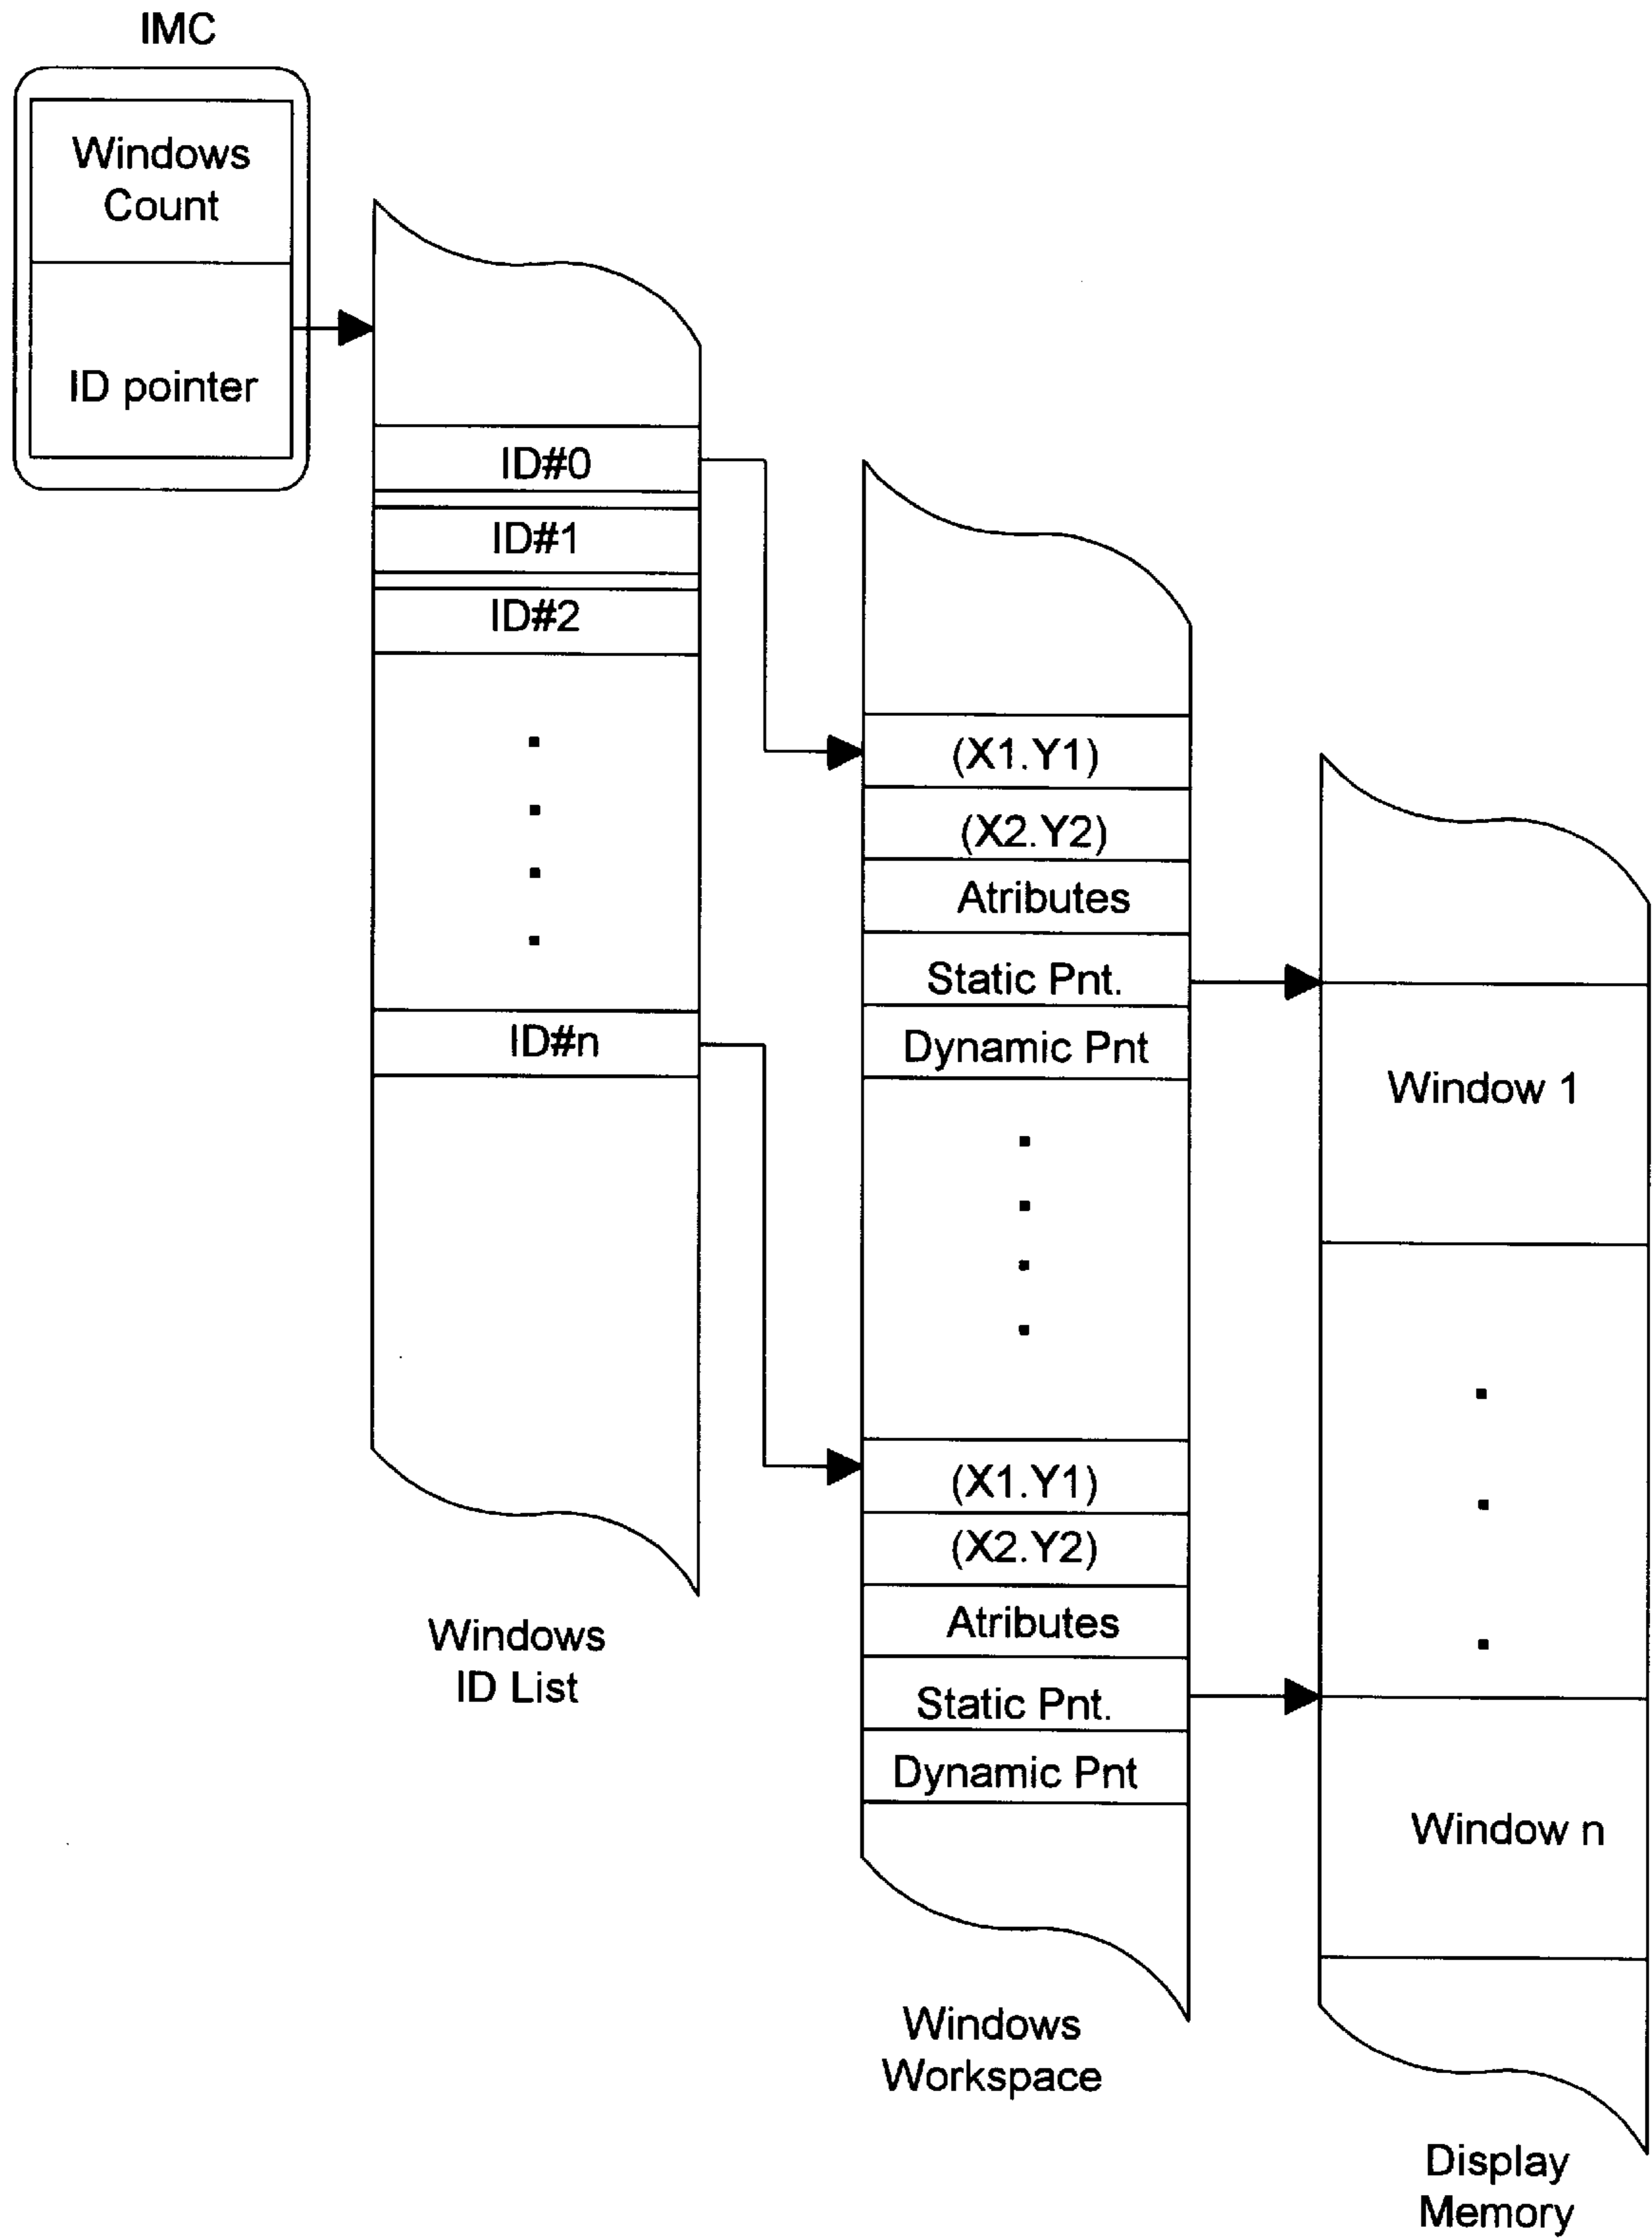 IMC
Windows
Count
ID pointer
ID#0
ID#1
ID#2
ID#n
Windows
ID List
(X1.Y1)
(X2.Y2)
Atributes
Static Pnt.
Dynamic Pnt
(X1.Y1)
(X2.Y2)
Atributes
Static Pnt.
Dynamic Pnt
Windows
Workspace
Window 1
Window n
Display
Memory